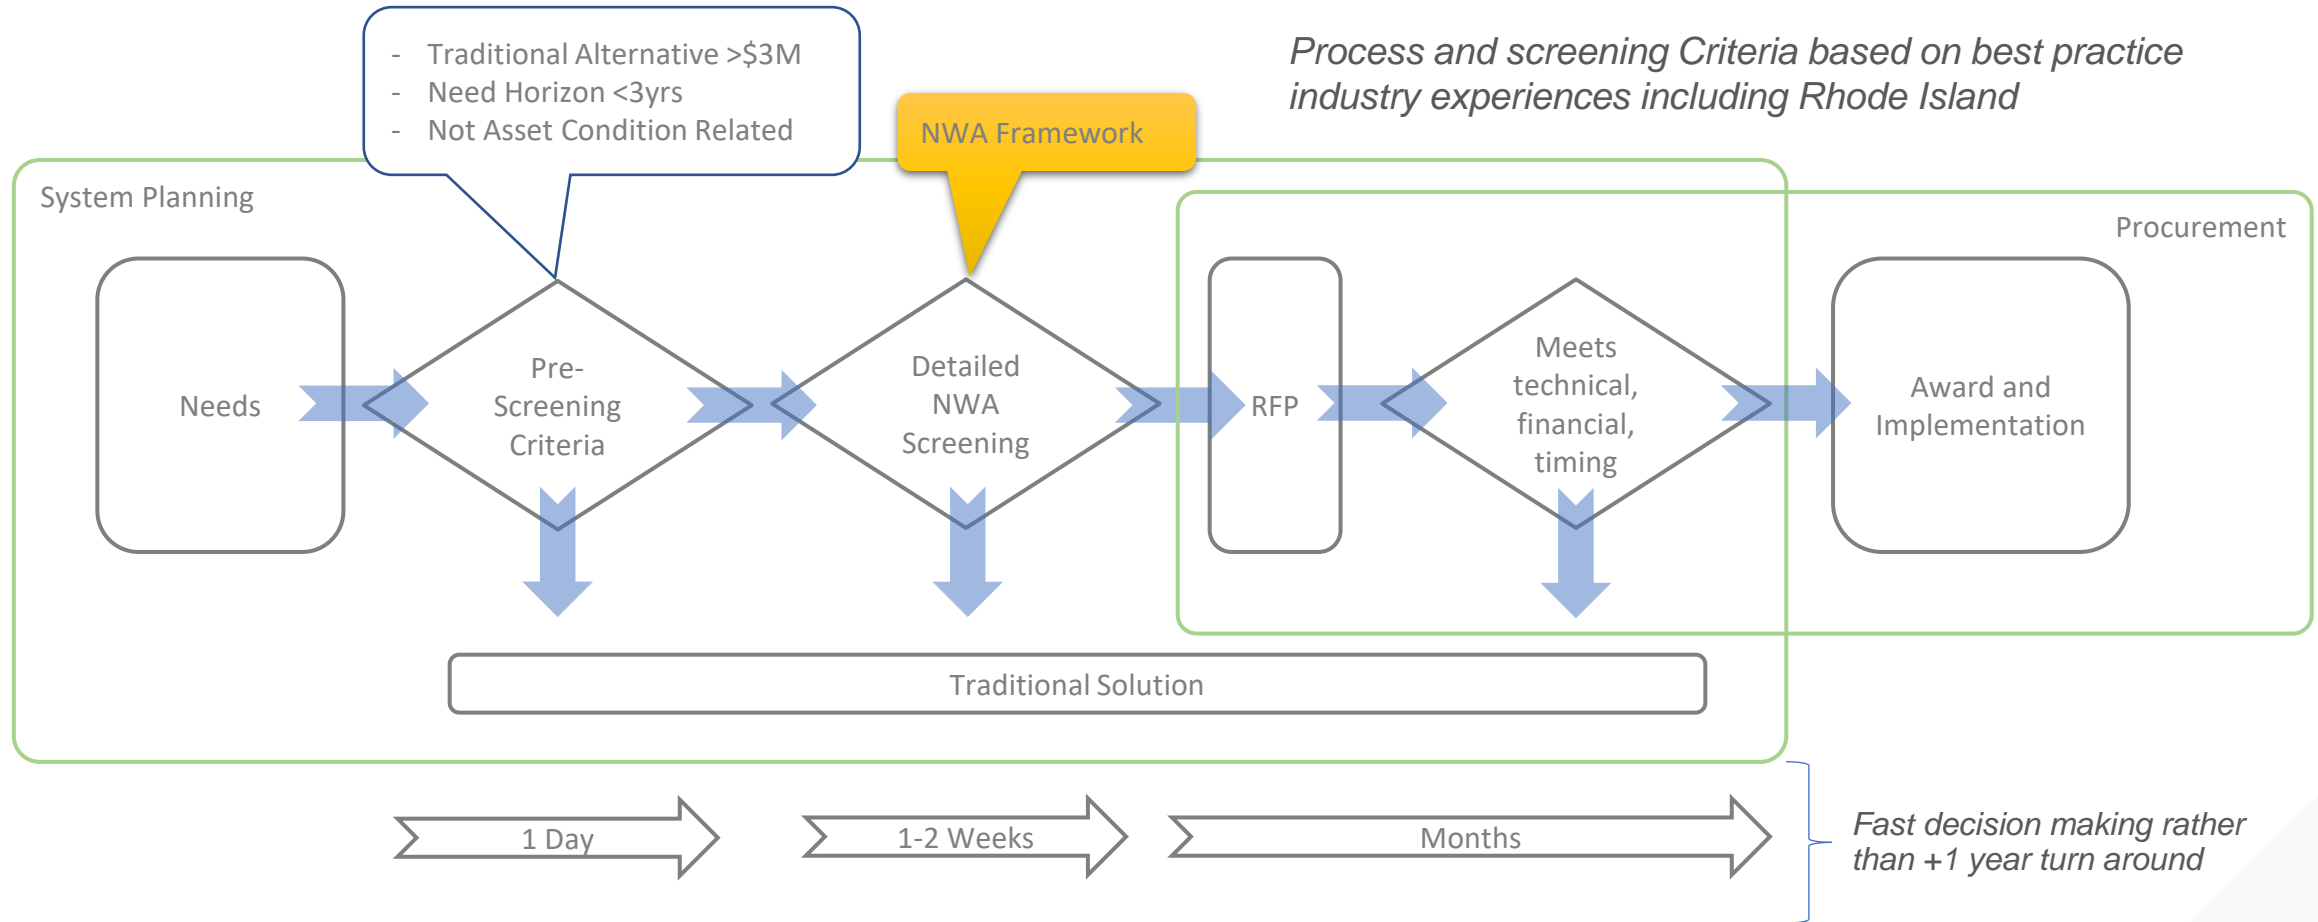 - Traditional Alternative >$3M
- Need Horizon <3yrs
- Not Asset Condition Related
NWA Framework
Process and screening Criteria based on best practice
industry experiences including Rhode Island
System Planning
Procurement
Needs
Pre-
Screening
Criteria
Detailed
NWA
Screening
RFP
Meets
technical,
financial,
timing
Award and
Implementation
Traditional Solution
1 Day
1-2 Weeks
Months
Fast decision making rather
than +1 year turn around